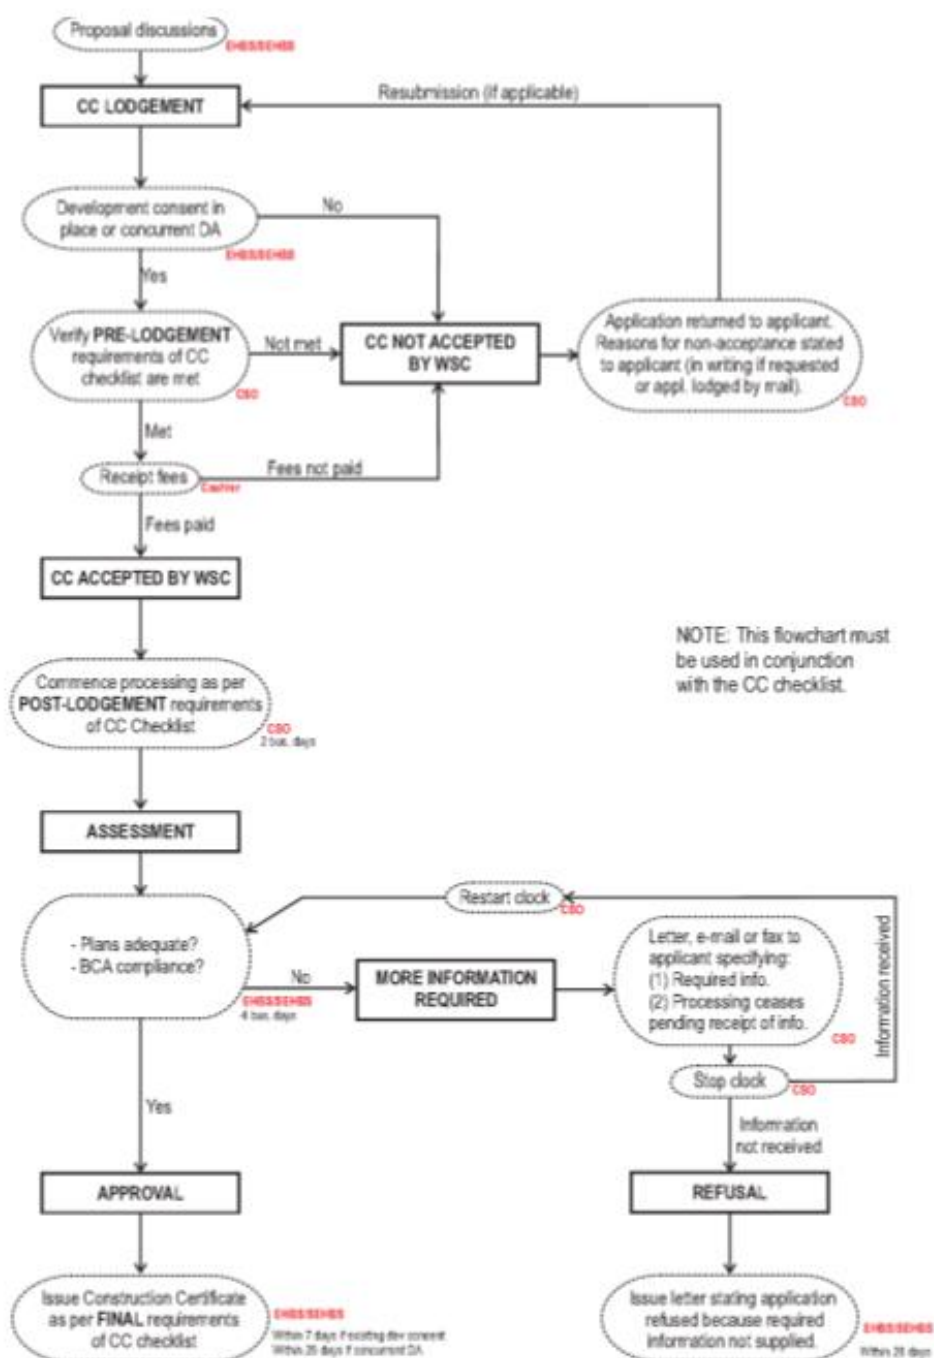 Proposal discussions
EHBS/SEHBS
CC LODGEMENT
Resubmission (if applicable)
Development consent in
place or concurrent DA
EHBS/SEHBS
No
Yes
Verify PRE-LODGEMENT
requirements of CC
checklist are met
CSO
Not met
CC NOT ACCEPTED
BY WSC
Application returned to applicant.
Reasons for non-acceptance stated
to applicant (in writing if requested
or appl. lodged by mail).
CSO
Met
Receipt fees
Cashier
Fees not paid
Fees paid
CC ACCEPTED BY WSC
NOTE: This flowchart must
be used in conjunction
with the CC checklist.
Commence processing as per
POST-LODGEMENT requirements
of CC Checklist
CSO
2 bus. days
ASSESSMENT
- Plans adequate?
- BCA compliance?
EHBS/SEHBS
4 bus. days
No
MORE INFORMATION
REQUIRED
Restart clock
CSO
Letter, e-mail or fax to
applicant specifying:
(1) Required info.
(2) Processing ceases
pending receipt of info.
CSO
Information received
Stop clock
CSO
Yes
Information
not received
APPROVAL
REFUSAL
Issue Construction Certificate
as per FINAL requirements
of CC checklist
EHBS/SEHBS
Within 7 days if existing dev consent
Within 28 days if concurrent DA
Issue letter stating application
refused because required
information not supplied.
EHBS/SEHBS
Within 28 days